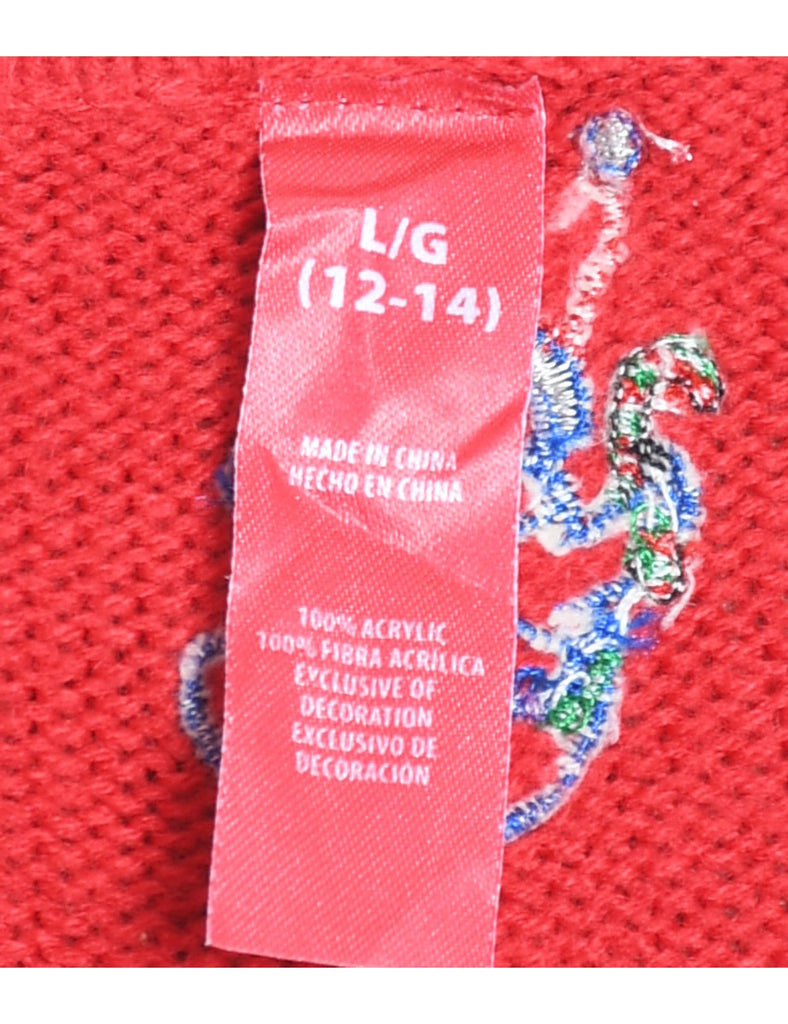 L/G
(12-14)
MADE IN CHINA
HECHO EN CHINA
100% ACRYLIC
100% FIBRA ACRILICA
EXCLUSIVE OF
DECORATION
EXCLUSIVO DE
DECORACIÓN